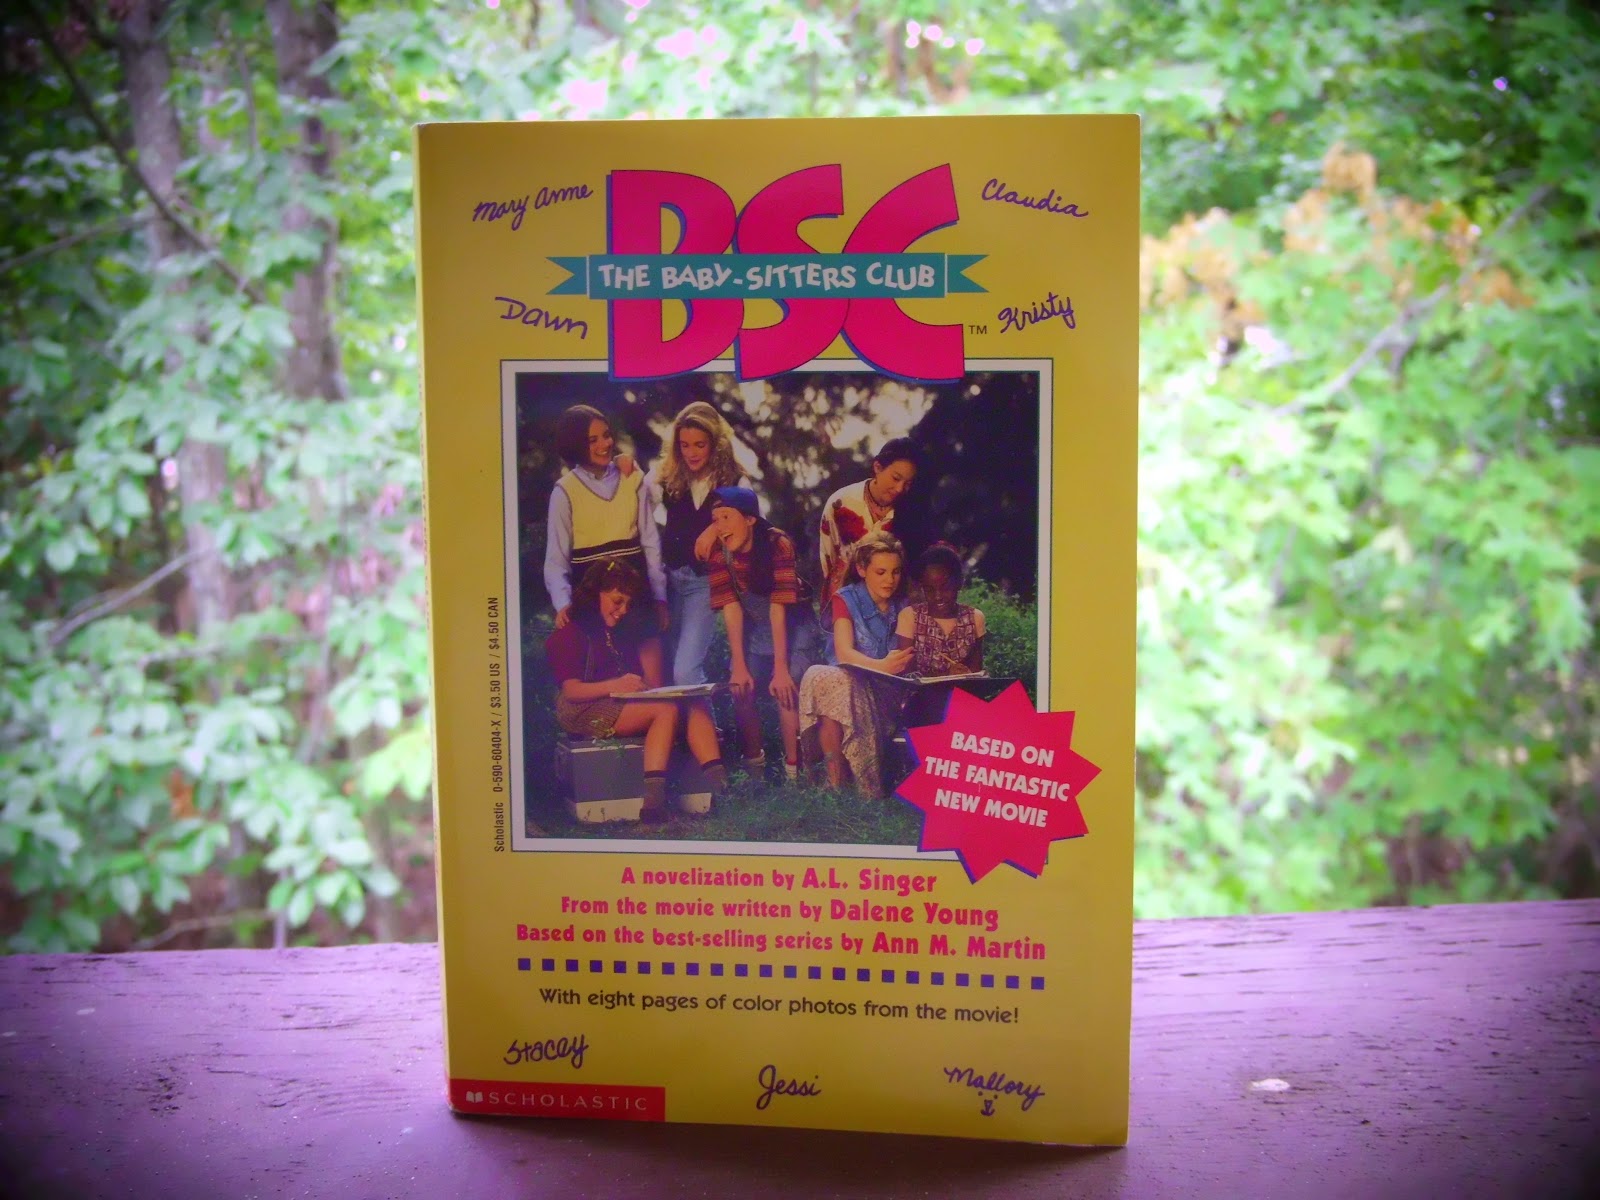 BSC
Mary Anne
Claudia
THE BABY-SITTERS CLUB
Dawn
TM
Kristy
Scholastic 0-590-60404-X / $3.50 US / $4.50 CAN
BASED ON
THE FANTASTIC
NEW MOVIE
A novelization by A.L. Singer
From the movie written by Dalene Young
Based on the best-selling series by Ann M. Martin
With eight pages of color photos from the movie!
Stacey
Jessi
Mallory
SCHOLASTIC